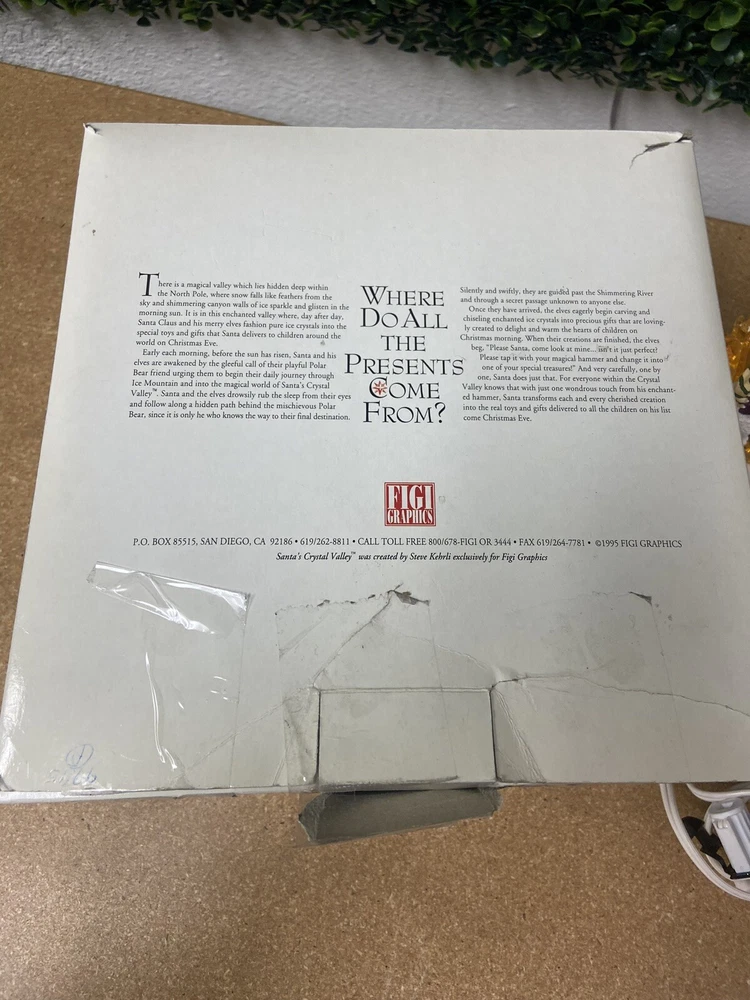 There is a magical valley which lies hidden deep within
the North Pole, where snow falls like feathers from the
sky and shimmering canyon walls of ice sparkle and glisten in the
morning sun. It is in this enchanted valley where, day after day,
Santa Claus and his merry elves fashion pure ice crystals into the
special toys and gifts that Santa delivers to children around the
world on Christmas Eve.
Early each morning, before the sun has risen, Santa and his
elves are awakened by the gleeful call of their playful Polar
Bear friend urging them to begin their daily journey through
Ice Mountain and into the magical world of Santa's Crystal
Valley™. Santa and the elves drowsily rub the sleep from their eyes
and follow along a hidden path behind the mischievous Polar
Bear, since it is only he who knows the way to their final destination.
WHERE
DO ALL
THE
PRESENTS
COME
FROM?
Silently and swiftly, they are guided past the Shimmering River
and through a secret passage unknown to anyone else.
Once they have arrived, the elves eagerly begin carving and
chiseling enchanted ice crystals into precious gifts that are loving-
ly created to delight and warm the hearts of children on
Christmas morning. When their creations are finished, the elves
beg, "Please Santa, come look at mine...isn't it just perfect?
Please tap it with your magical hammer and change it into
one of your special treasures!" And very carefully, one by
one, Santa does just that. For everyone within the Crystal
Valley knows that with just one wondrous touch from his enchant-
ed hammer, Santa transforms each and every cherished creation
into the real toys and gifts delivered to all the children on his list
come Christmas Eve.
FIGI
GRAPHICS
P.O. BOX 85515, SAN DIEGO, CA 92186 • 619/262-8811 • CALL TOLL FREE 800/678-FIGI OR 3444 • FAX 619/264-7781 • ©1995 FIGI GRAPHICS
Santa's Crystal Valley™ was created by Steve Kehrli exclusively for Figi Graphics